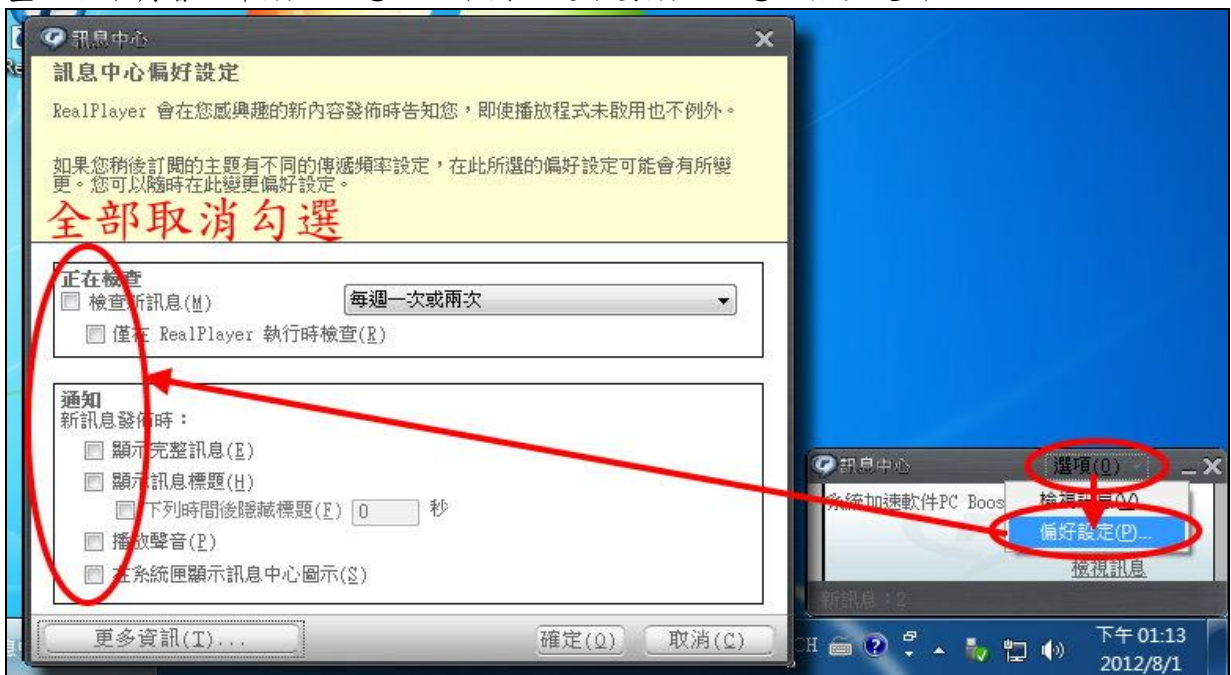 訊息中心
訊息中心偏好設定
RealPlayer 會在您感興趣的新內容發佈時告知您,即使播放程式未啟用也不例外。
如果您稍後訂閱的主題有不同的傳遞頻率設定,在此所選的偏好設定可能會有所變
更。您可以隨時在此變更偏好設定。
全部取消勾選
正在檢查
檢查新訊息(M)
每週一次或兩次
僅在 RealPlayer 執行時檢查(R)
通知
新訊息發佈時:
顯示完整訊息(E)
顯示訊息標題(H)
下列時間後隱藏標題(F) 0 秒
播放聲音(P)
在系統匣顯示訊息中心圖示(S)
更多資訊(T)...
確定(O)
取消(C)
訊息中心
選項(O)
系統加速軟件PC Boos
檢視訊息(V)
偏好設定(P)...
檢視訊息
新訊息:2
CH
下午 01:13
2012/8/1